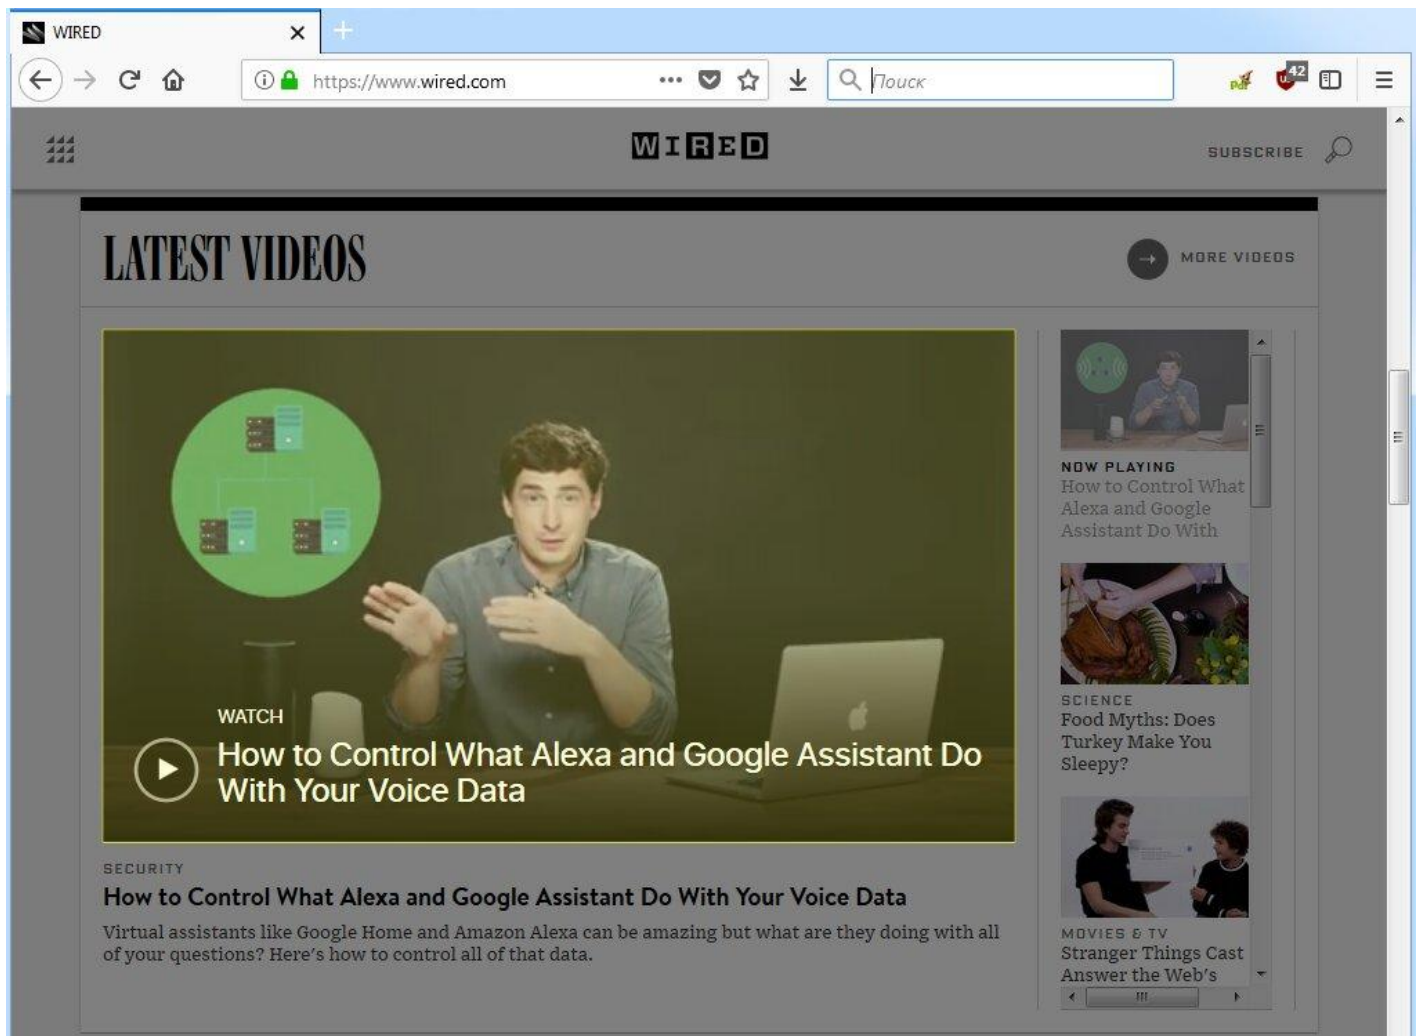 WIRED
https://www.wired.com
Поиск
42
WIRED
SUBSCRIBE
LATEST VIDEOS
MORE VIDEOS
WATCH
How to Control What Alexa and Google Assistant Do
With Your Voice Data
SECURITY
How to Control What Alexa and Google Assistant Do With Your Voice Data
Virtual assistants like Google Home and Amazon Alexa can be amazing but what are they doing with all
of your questions? Here's how to control all of that data.
NOW PLAYING
How to Control What
Alexa and Google
Assistant Do With
SCIENCE
Food Myths: Does
Turkey Make You
Sleepy?
MOVIES & TV
Stranger Things Cast
Answer the Web's